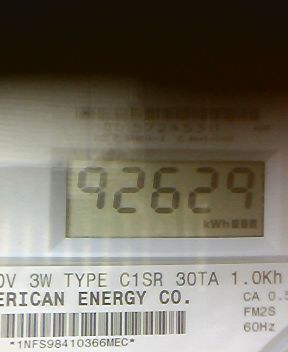 92629
kWh
0V 3W TYPE C1SR 30TA 1.0Kh
ERICAN ENERGY CO.
CA 0.5
FM2S
60Hz
*1NFS98410366MEC*